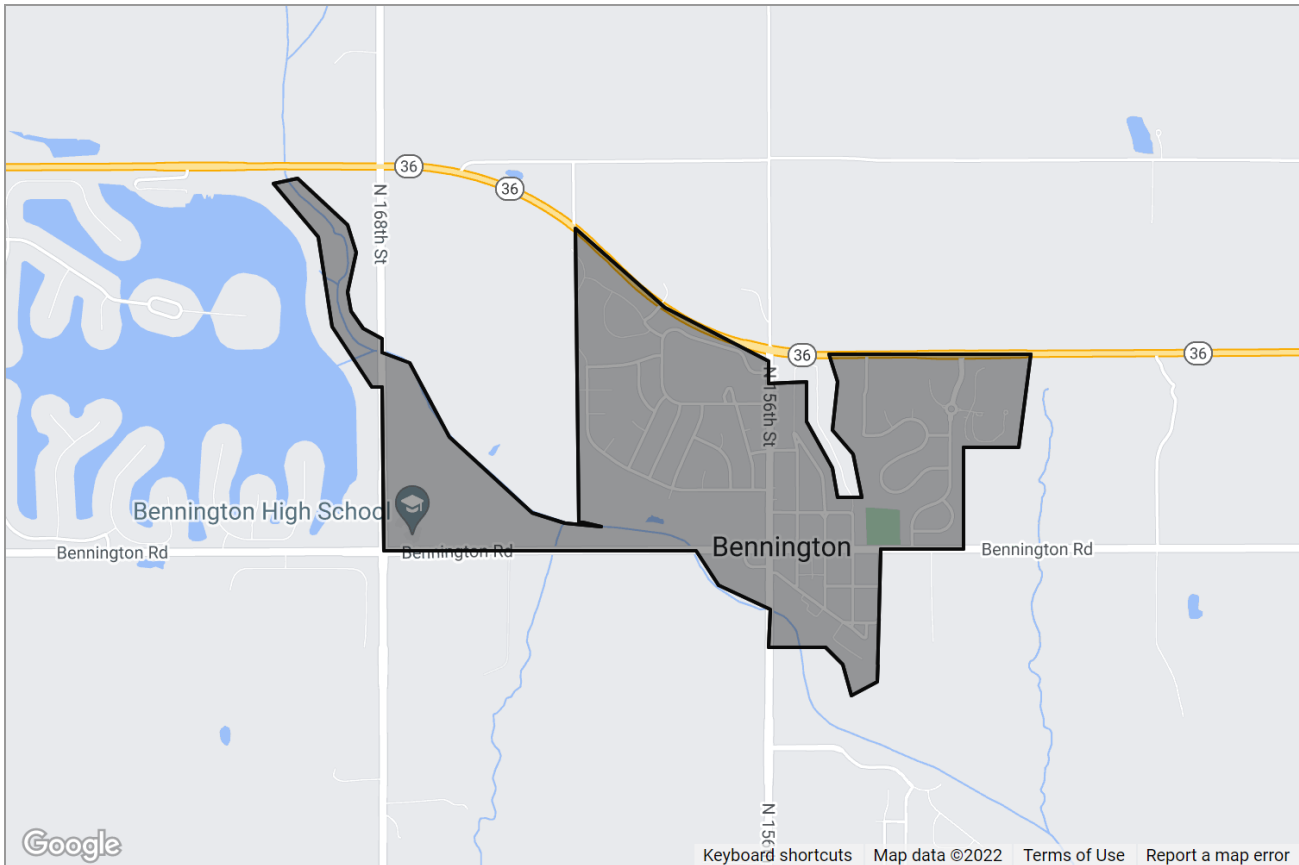 36
36
N 168th St
36
36
N 156th St
Bennington High School
Bennington Rd
Bennington Rd
Bennington
Bennington Rd
N 156
Google
Keyboard shortcuts
Map data ©2022
Terms of Use
Report a map error